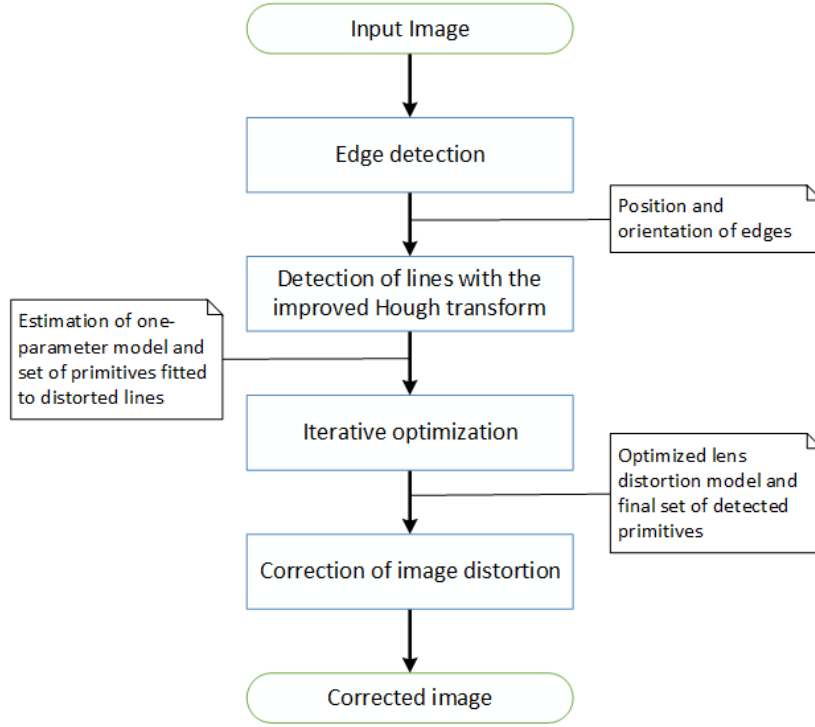 Input Image
Edge detection
Position and
orientation of edges
Detection of lines with the
improved Hough transform
Estimation of one-
parameter model and
set of primitives fitted
to distorted lines
Iterative optimization
Optimized lens
distortion model and
final set of detected
primitives
Correction of image distortion
Corrected image